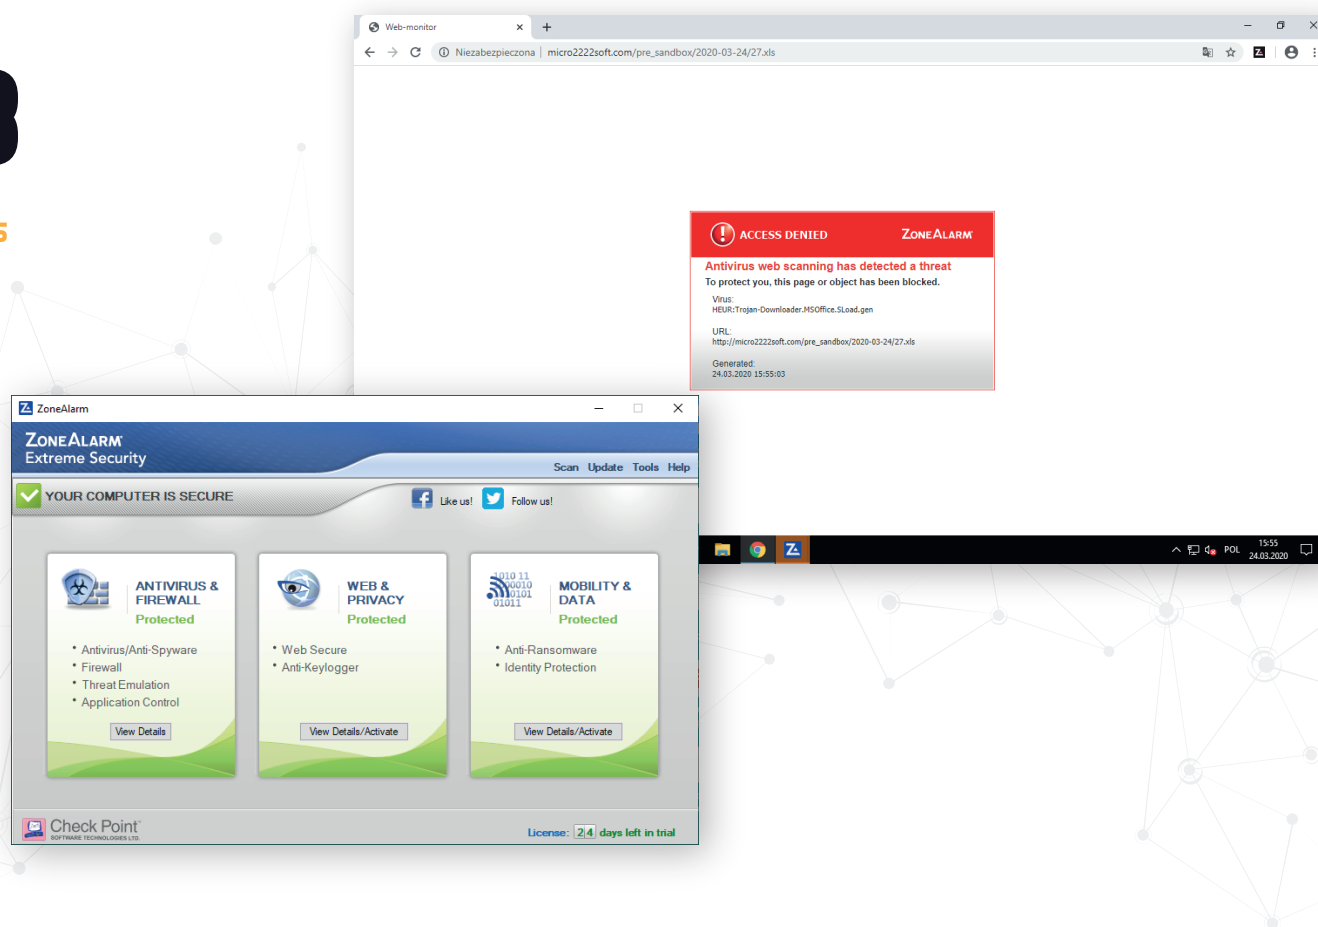 Web-monitor
Niezabezpieczona | micro2222soft.com/pre_sandbox/2020-03-24/27.xls
ACCESS DENIED
ZONEALARM
Antivirus web scanning has detected a threat
To protect you, this page or object has been blocked.
Virus:
HEUR:Trojan-Downloader.MSOffice.SLoad.gen
URL:
http://micro2222soft.com/pre_sandbox/2020-03-24/27.xls
Generated:
24.03.2020 15:55:03
ZoneAlarm
ZONEALARM
Extreme Security
Scan Update Tools Help
YOUR COMPUTER IS SECURE
Like us!
Follow us!
ANTIVIRUS &
FIREWALL
Protected
• Antivirus/Anti-Spyware
• Firewall
• Threat Emulation
• Application Control
View Details
WEB &
PRIVACY
Protected
• Web Secure
• Anti-Keylogger
View Details/Activate
1010 11
00010
0101
01011
MOBILITY &
DATA
Protected
• Anti-Ransomware
• Identity Protection
View Details/Activate
Check Point
SOFTWARE TECHNOLOGIES LTD.
License: 24 days left in trial
POL
15:55
24.03.2020